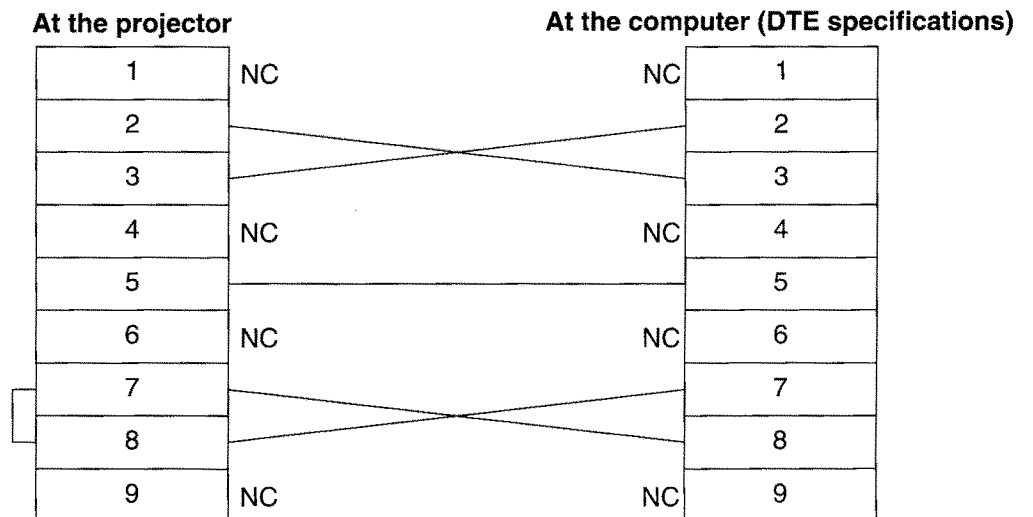 At the projector At the computer (DTE specifications)
1 NC NC 1
2 2
3 3
4 NC NC 4
5 5
6 NC NC 6
7 7
8 8
9 NC NC 9